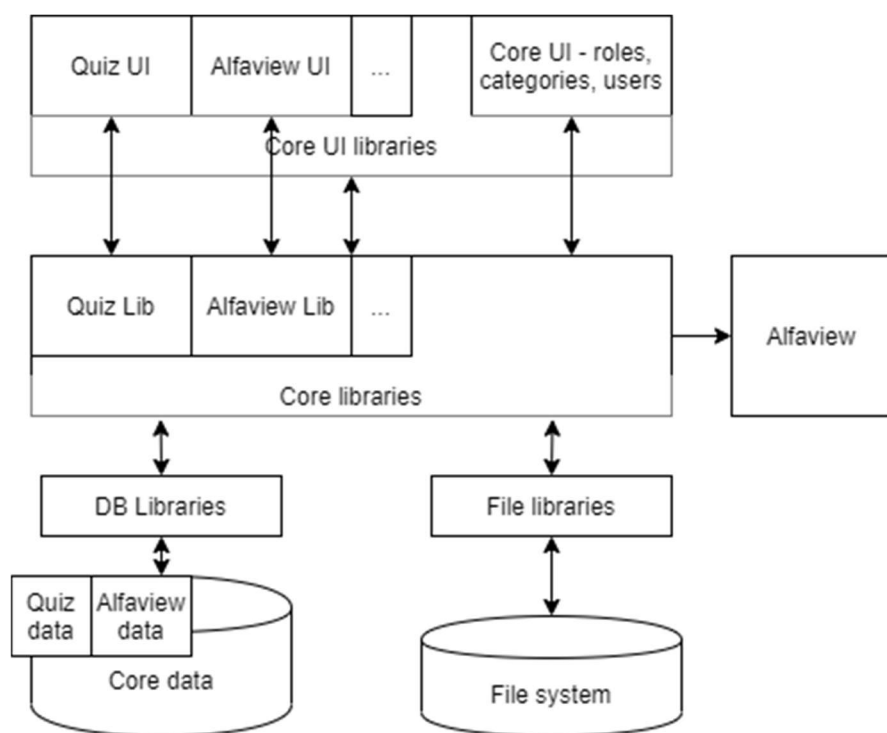 Quiz UI
Alfaview UI
...
Core UI - roles,
categories, users
Core UI libraries
Quiz Lib
Alfaview Lib
...
Alfaview
Core libraries
DB Libraries
File libraries
Quiz
data
Alfaview
data
Core data
File system